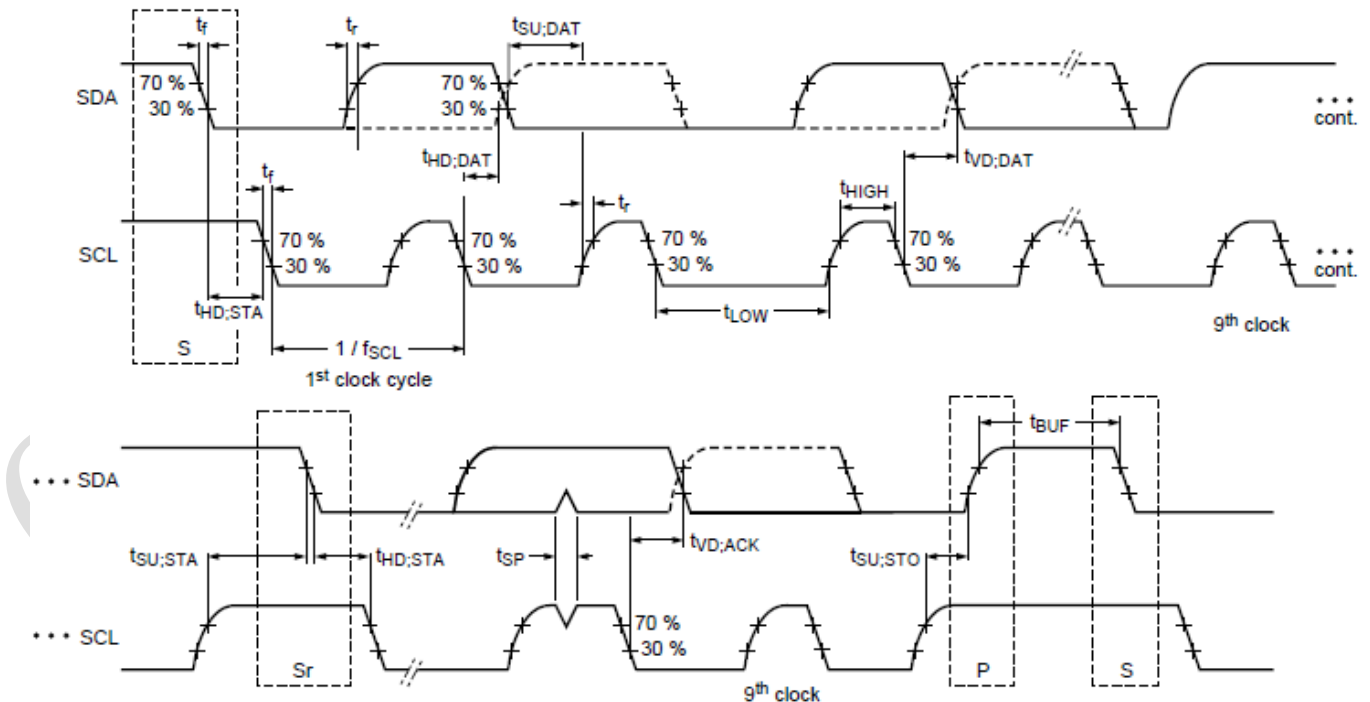 tf tr tSU;DAT
70 % 70 %
SDA
30 % 30 %
• • •
cont.
tHD;DAT tVD;DAT
tf tHIGH
tr
70 % 70 % 70 % 70 %
SCL
30 % 30 % 30 % 30 %
• • •
cont.
tHD;STA tLOW
9th clock
S 1 / fSCL
1st clock cycle
tBUF
• • • SDA
tSU;STA tHD;STA tSP tVD;ACK tSU;STO
70 %
• • • SCL
30 %
Sr P S
9th clock